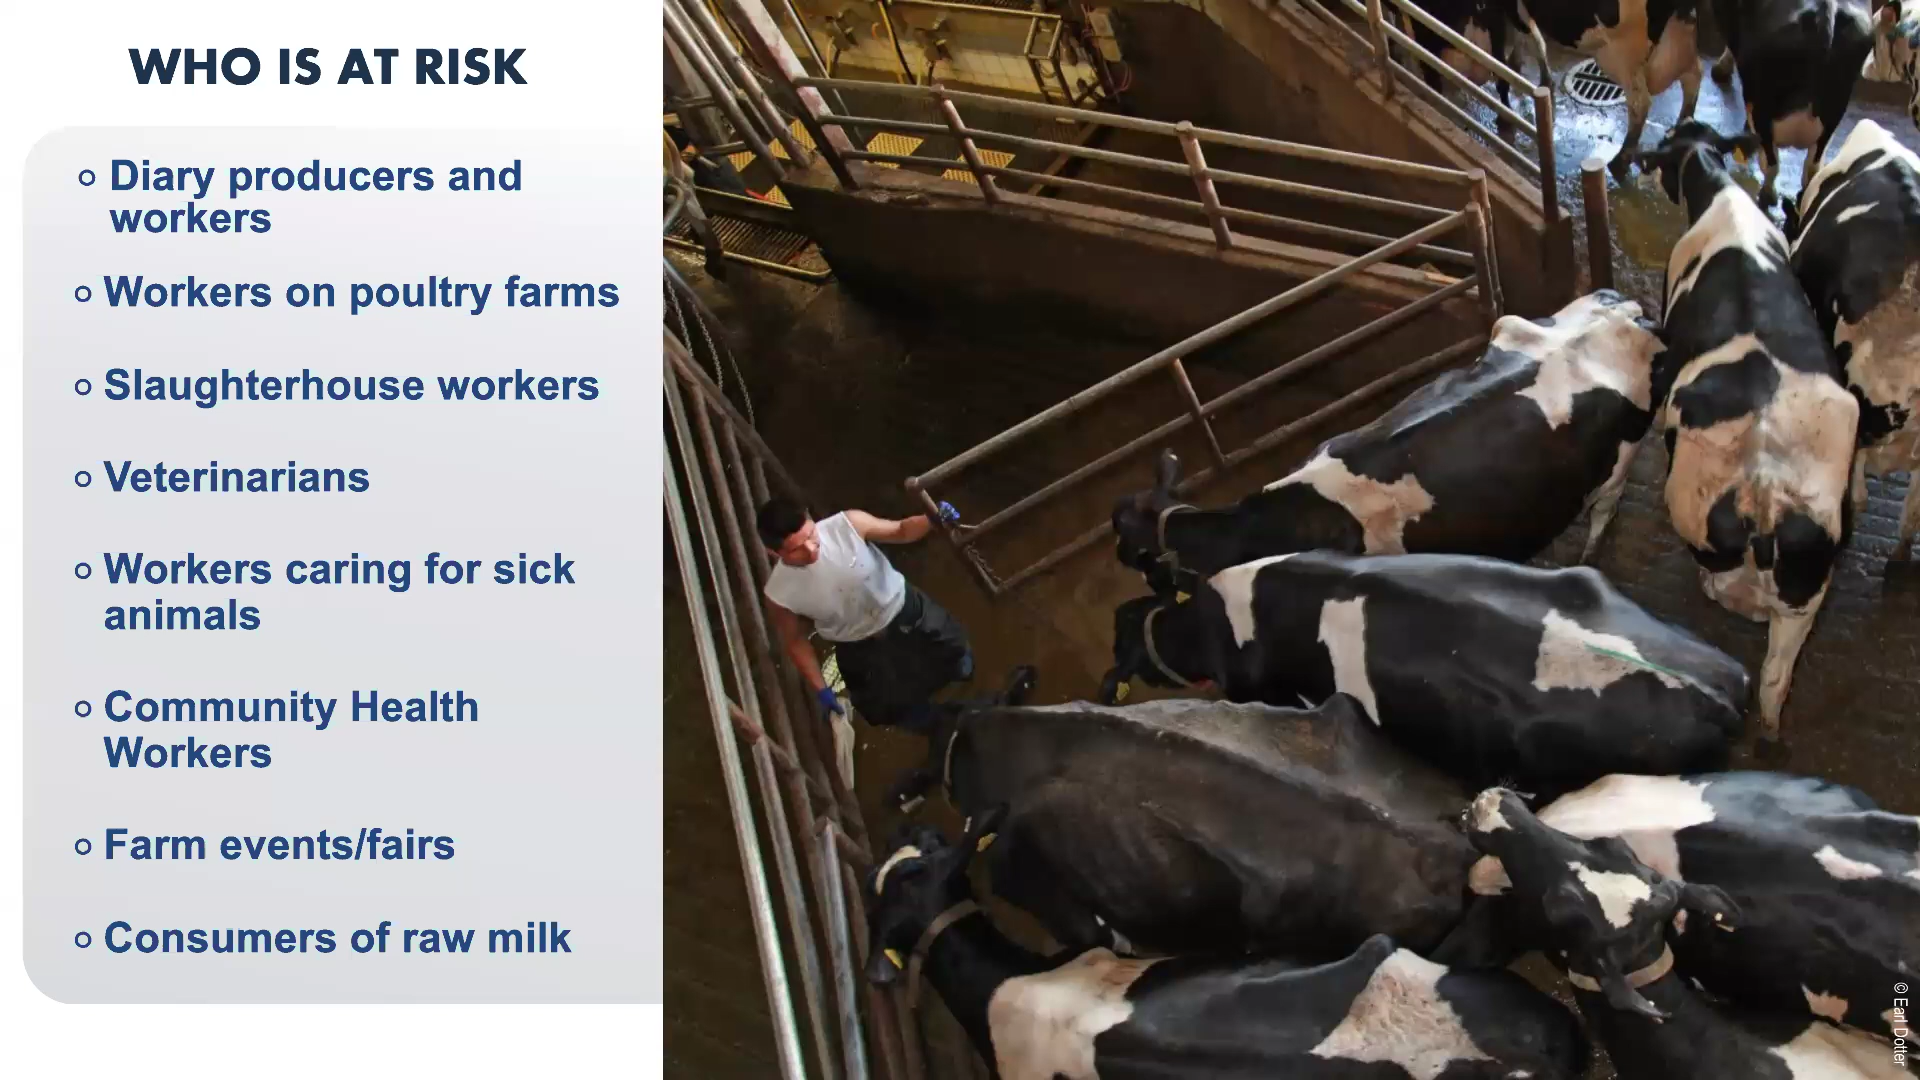 WHO IS AT RISK
○ Diary producers and
workers
○ Workers on poultry farms
○ Slaughterhouse workers
○ Veterinarians
○ Workers caring for sick
animals
○ Community Health
Workers
○ Farm events/fairs
○ Consumers of raw milk
© Earl Dotter